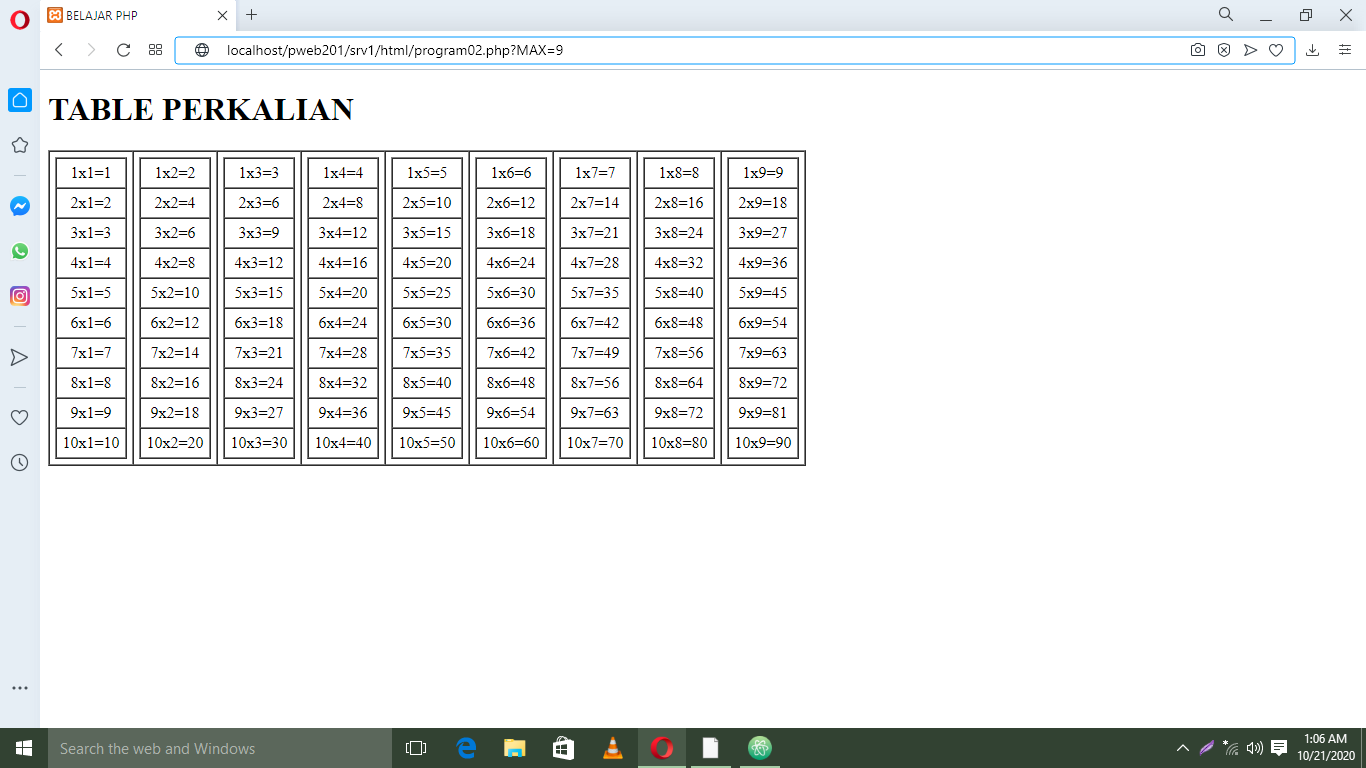 BELAJAR PHP
localhost/pweb201/srv1/html/program02.php?MAX=9
TABLE PERKALIAN
1x1=1 1x2=2 1x3=3 1x4=4 1x5=5 1x6=6 1x7=7 1x8=8 1x9=9
2x1=2 2x2=4 2x3=6 2x4=8 2x5=10 2x6=12 2x7=14 2x8=16 2x9=18
3x1=3 3x2=6 3x3=9 3x4=12 3x5=15 3x6=18 3x7=21 3x8=24 3x9=27
4x1=4 4x2=8 4x3=12 4x4=16 4x5=20 4x6=24 4x7=28 4x8=32 4x9=36
5x1=5 5x2=10 5x3=15 5x4=20 5x5=25 5x6=30 5x7=35 5x8=40 5x9=45
6x1=6 6x2=12 6x3=18 6x4=24 6x5=30 6x6=36 6x7=42 6x8=48 6x9=54
7x1=7 7x2=14 7x3=21 7x4=28 7x5=35 7x6=42 7x7=49 7x8=56 7x9=63
8x1=8 8x2=16 8x3=24 8x4=32 8x5=40 8x6=48 8x7=56 8x8=64 8x9=72
9x1=9 9x2=18 9x3=27 9x4=36 9x5=45 9x6=54 9x7=63 9x8=72 9x9=81
10x1=10 10x2=20 10x3=30 10x4=40 10x5=50 10x6=60 10x7=70 10x8=80 10x9=90
Search the web and Windows
1:06 AM
10/21/2020